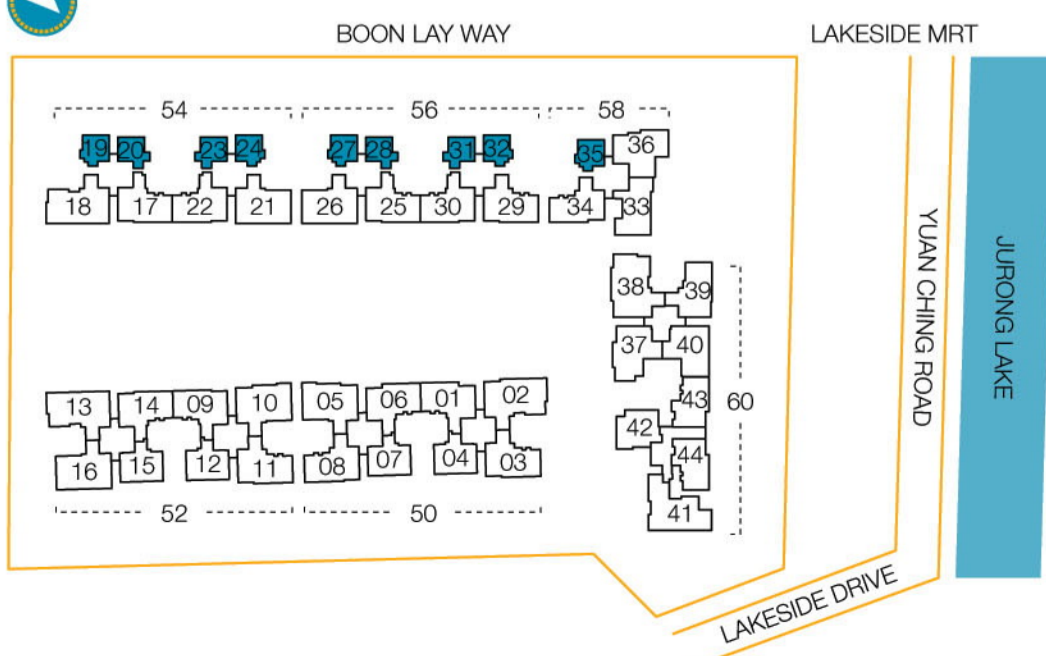 BOON LAY WAY
LAKESIDE MRT
54
56
58
19 20 23 24 27 28 31 32 35 36
18 17 22 21 26 25 30 29 34 33
38 39
37 40
43
42
44
41
60
13 14 09 10 05 06 01 02
16 15 12 11 08 07 04 03
52
50
YUAN CHING ROAD
JURONG LAKE
LAKESIDE DRIVE